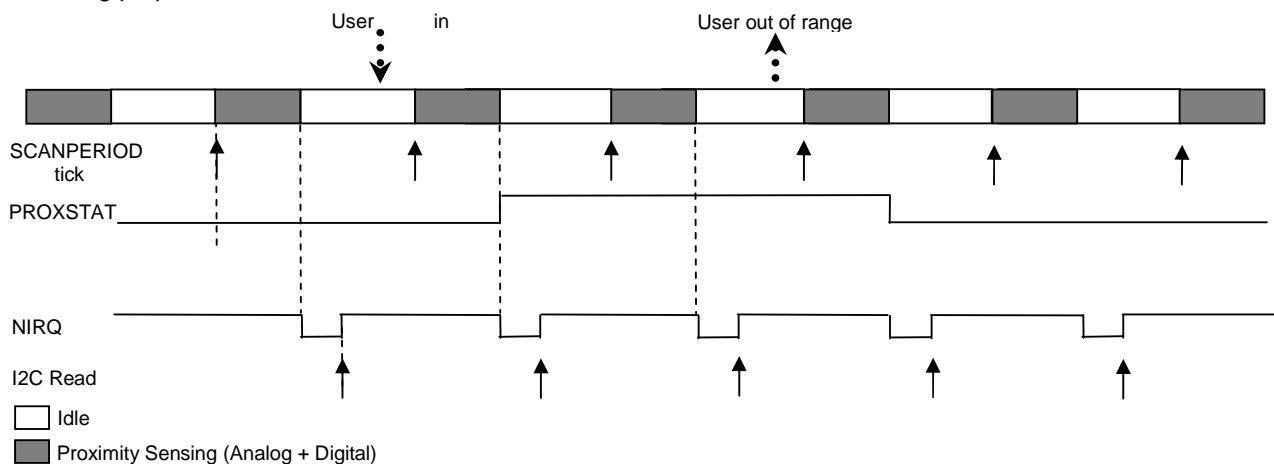 User in
User out of range
SCANPERIOD
tick
PROXSTAT
NIRQ
I2C Read
Idle
Proximity Sensing (Analog + Digital)